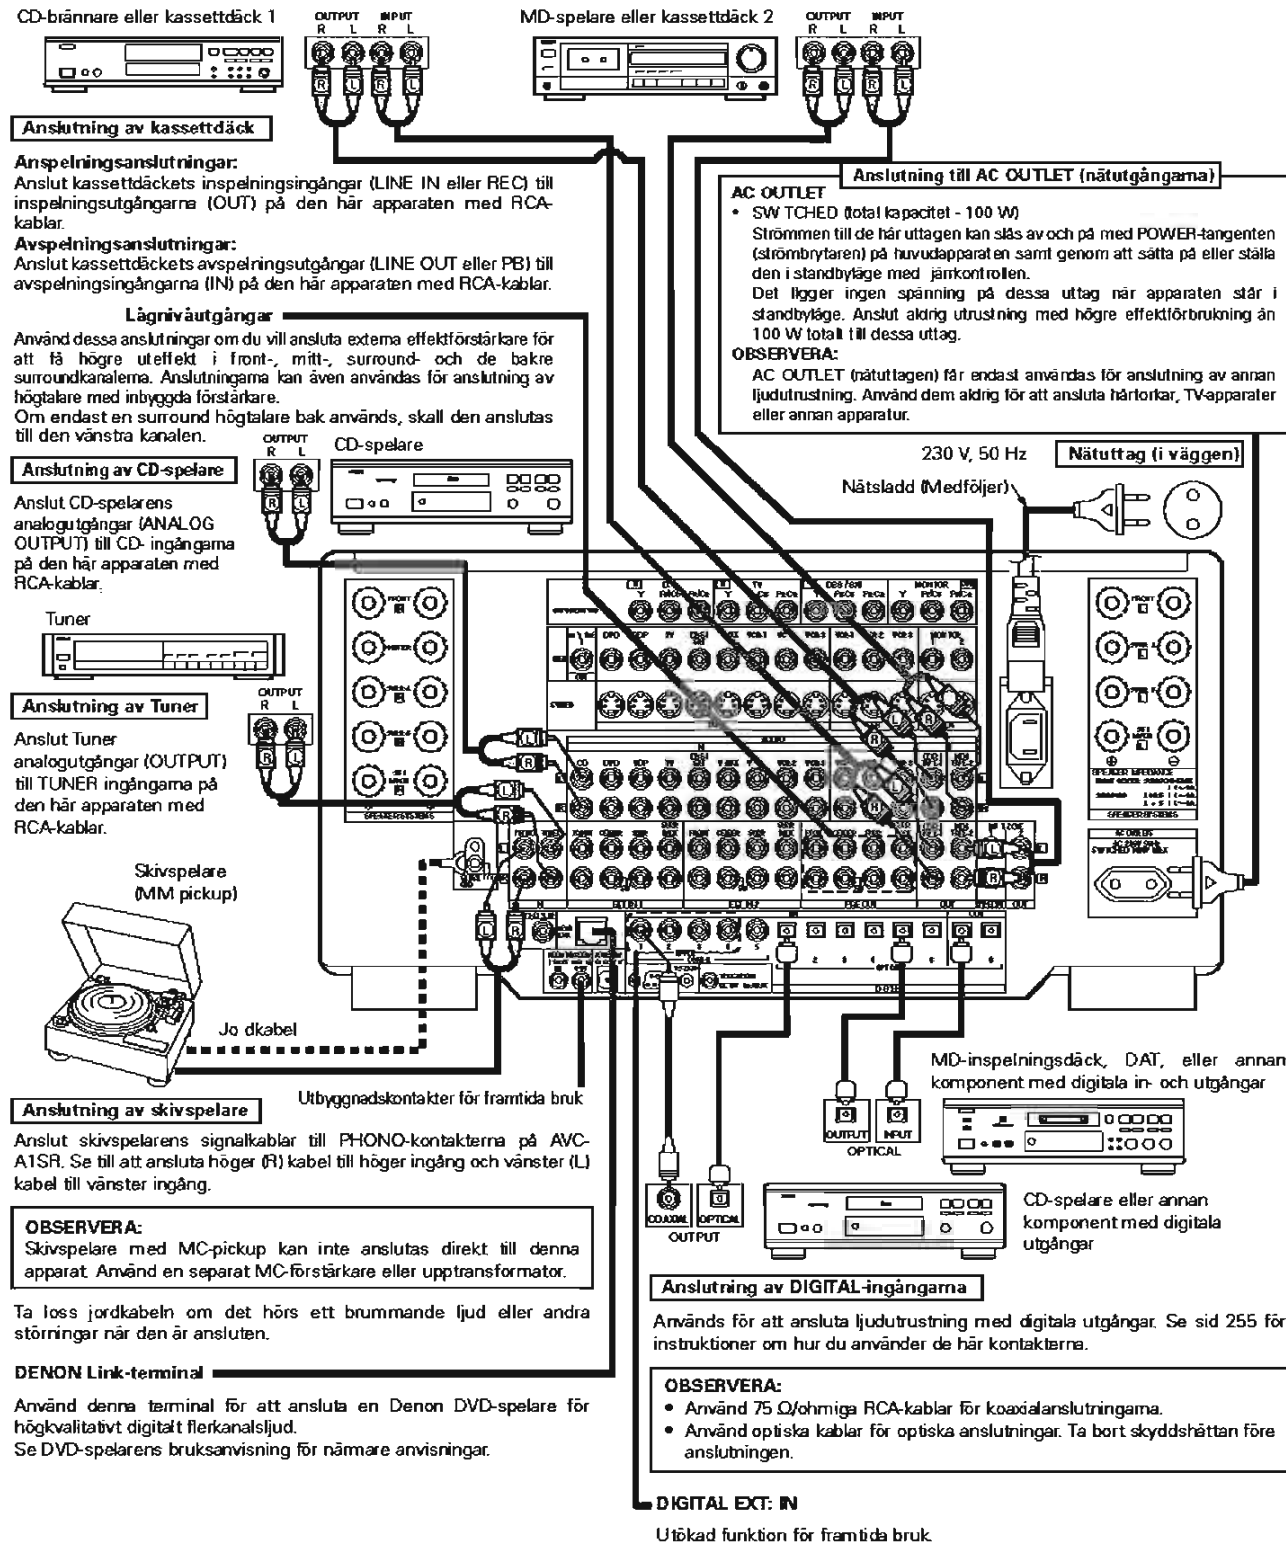 CD-brännare eller kassettdäck 1
OUTPUT INPUT
R L R L
MD-spelare eller kassettdäck 2
OUTPUT INPUT
R L R L
Anslutning av kassettdäck
Anspelningsanslutningar:
Anslut kassettdäckets inspelningsingångar (LINE IN eller REC) till
inspelningsutgångarna (OUT) på den här apparaten med RCA-
kablar.
Avspelningsanslutningar:
Anslut kassettdäckets avspelningsutgångar (LINE OUT eller PB) till
avspelningsingångarna (IN) på den här apparaten med RCA-kablar.
Lågnivåutgångar
Använd dessa anslutningar om du vill ansluta externa effektförstärkare för
att få högre uteffekt i front-, mitt-, surround- och de bakre
surroundkanalerna. Anslutningarna kan även användas för anslutning av
högtalare med inbyggda förstärkare.
Om endast en surround högtalare bak används, skall den anslutas
till den vänstra kanalen.
Anslutning till AC OUTLET (nätutgångarna)
AC OUTLET
• SW TCHED (total kapacitet - 100 W)
Strömmen till de här uttagen kan slås av och på med POWER-tangenten
(strömbrytaren) på huvudapparaten samt genom att sätta på eller ställa
den i standbyläge med järrkontrollen.
Det ligger ingen spänning på dessa uttag när apparaten står i
standbyläge. Anslut aldrig utrustning med högre effektförbrukning än
100 W totalt till dessa uttag.
OBSERVERA:
AC OUTLET (nätuttagen) får endast användas för anslutning av annan
ljudutrustning. Använd dem aldrig för att ansluta hårtorkar, TV-apparater
eller annan apparatur.
230 V, 50 Hz
Nätuttag (i väggen)
Nätsladd (Medföljer)
OUTPUT
R L
CD-spelare
Anslutning av CD-spelare
Anslut CD-spelarens
analogutgångar (ANALOG
OUTPUT) till CD- ingångarna
på den här apparaten med
RCA-kablar.
Tuner
OUTPUT
R L
Anslutning av Tuner
Anslut Tuner
analogutgångar (OUTPUT)
till TUNER ingångarna på
den här apparaten med
RCA-kablar.
Skivspelare
(MM pickup)
Jo dkabel
Utbyggnadskontakter för framtida bruk
Anslutning av skivspelare
Anslut skivspelarens signalkablar till PHONO-kontakterna på AVC-
A1SR. Se till att ansluta höger (R) kabel till höger ingång och vänster (L)
kabel till vänster ingång.
OBSERVERA:
Skivspelare med MC-pickup kan inte anslutas direkt till denna
apparat. Använd en separat MC-förstärkare eller upptransformator.
Ta loss jordkabeln om det hörs ett brummande ljud eller andra
störningar när den är ansluten.
DENON Link-terminal
Använd denna terminal för att ansluta en Denon DVD-spelare för
högkvalitativt digitalt flerkanalsljud.
Se DVD-spelarens bruksanvisning för närmare anvisningar.
MD-inspelningsdäck, DAT, eller annan
komponent med digitala in- och utgångar
OUTPUT INPUT
OPTICAL
COAXIAL OPTICAL
OUTPUT
CD-spelare eller annan
komponent med digitala
utgångar
Anslutning av DIGITAL-ingångarna
Används för att ansluta ljudutrustning med digitala utgångar. Se sid 255 för
instruktioner om hur du använder de här kontakterna.
OBSERVERA:
• Använd 75 Ω/ohmiga RCA-kablar för koaxialanslutningarna.
• Använd optiska kablar för optiska anslutningar. Ta bort skyddshättan före
anslutningen.
DIGITAL EXT: IN
Utökad funktion för framtida bruk.